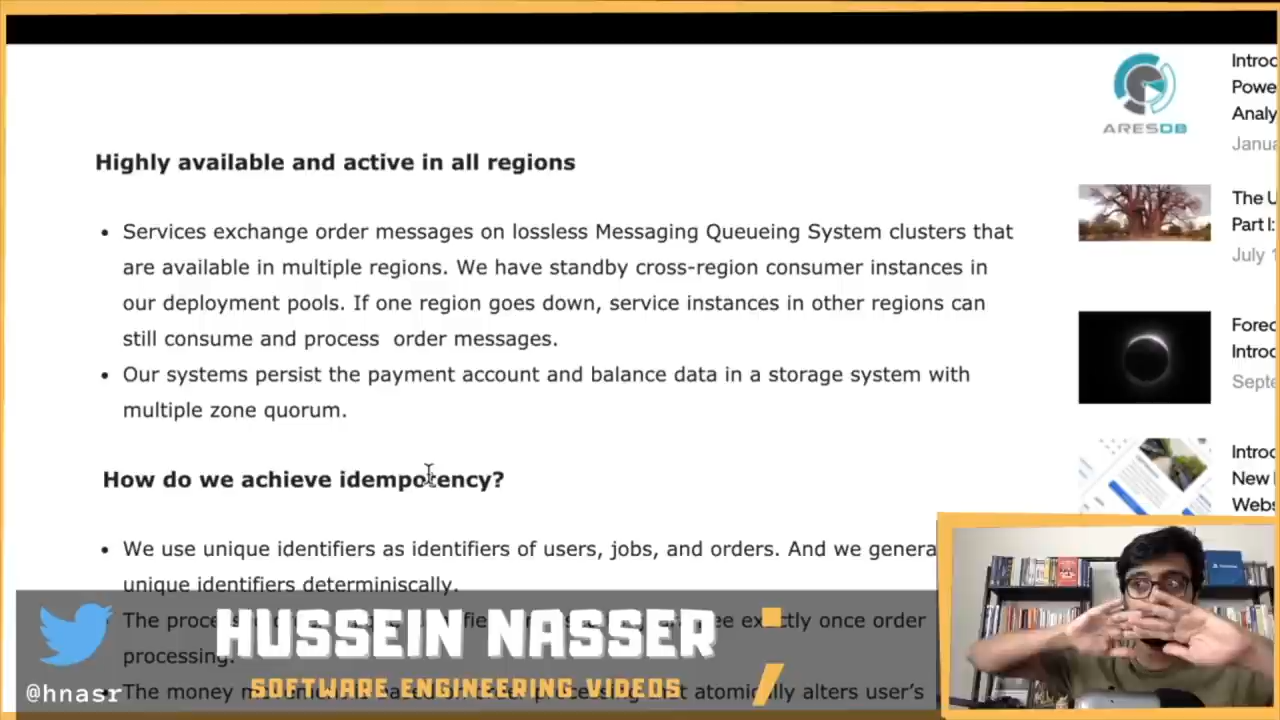 Highly available and active in all regions
• Services exchange order messages on lossless Messaging Queueing System clusters that
are available in multiple regions. We have standby cross-region consumer instances in
our deployment pools. If one region goes down, service instances in other regions can
still consume and process order messages.
• Our systems persist the payment account and balance data in a storage system with
multiple zone quorum.
How do we achieve idempotency?
• We use unique identifiers as identifiers of users, jobs, and orders. And we genera
unique identifiers determiniscally.
The proce exactly once order
processing.
The money atomically alters user's
ARESDB
Introd
Powe
Analy
Janua
The U
Part I:
July 1
Forec
Introd
Septe
Introd
New
Webs
HUSSEIN NASSER
SOFTWARE ENGINEERING VIDEOS
@hnasr